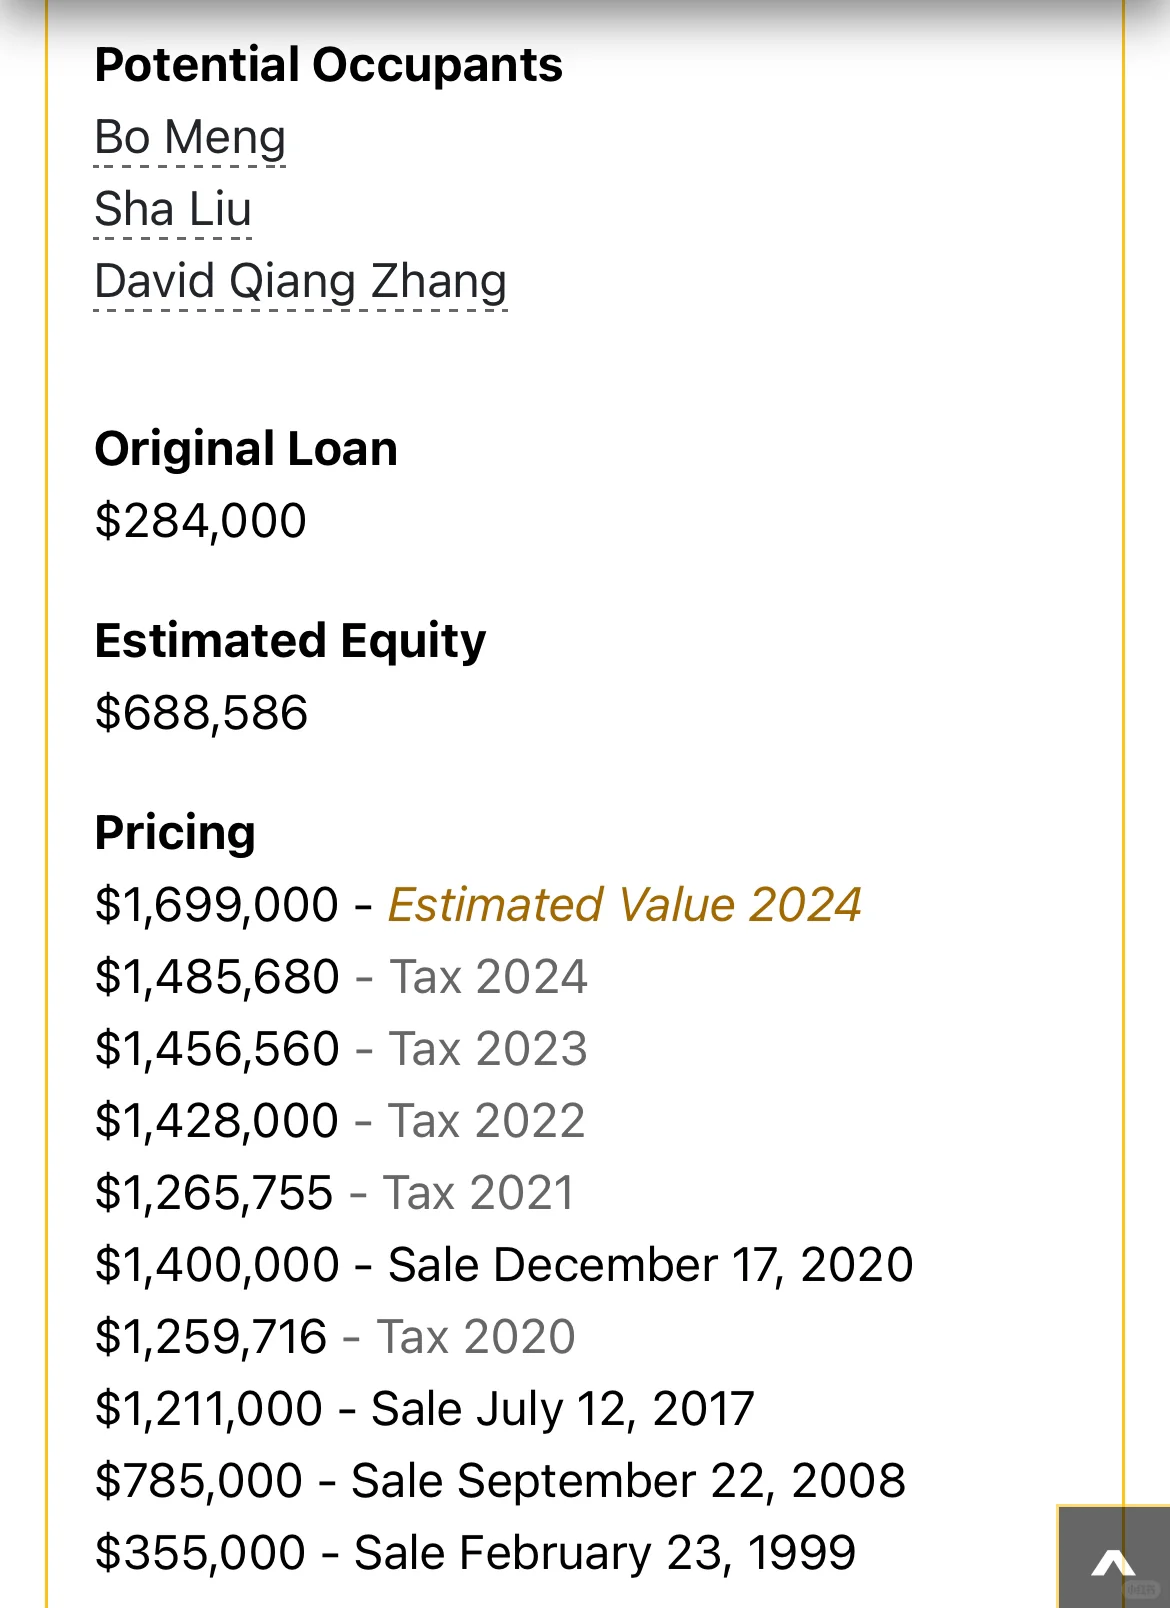 Potential Occupants
Bo Meng
Sha Liu
David Qiang Zhang
Original Loan
$284,000
Estimated Equity
$688,586
Pricing
$1,699,000 - Estimated Value 2024
$1,485,680 - Tax 2024
$1,456,560 - Tax 2023
$1,428,000 - Tax 2022
$1,265,755 - Tax 2021
$1,400,000 - Sale December 17, 2020
$1,259,716 - Tax 2020
$1,211,000 - Sale July 12, 2017
$785,000 - Sale September 22, 2008
$355,000 - Sale February 23, 1999
小红书